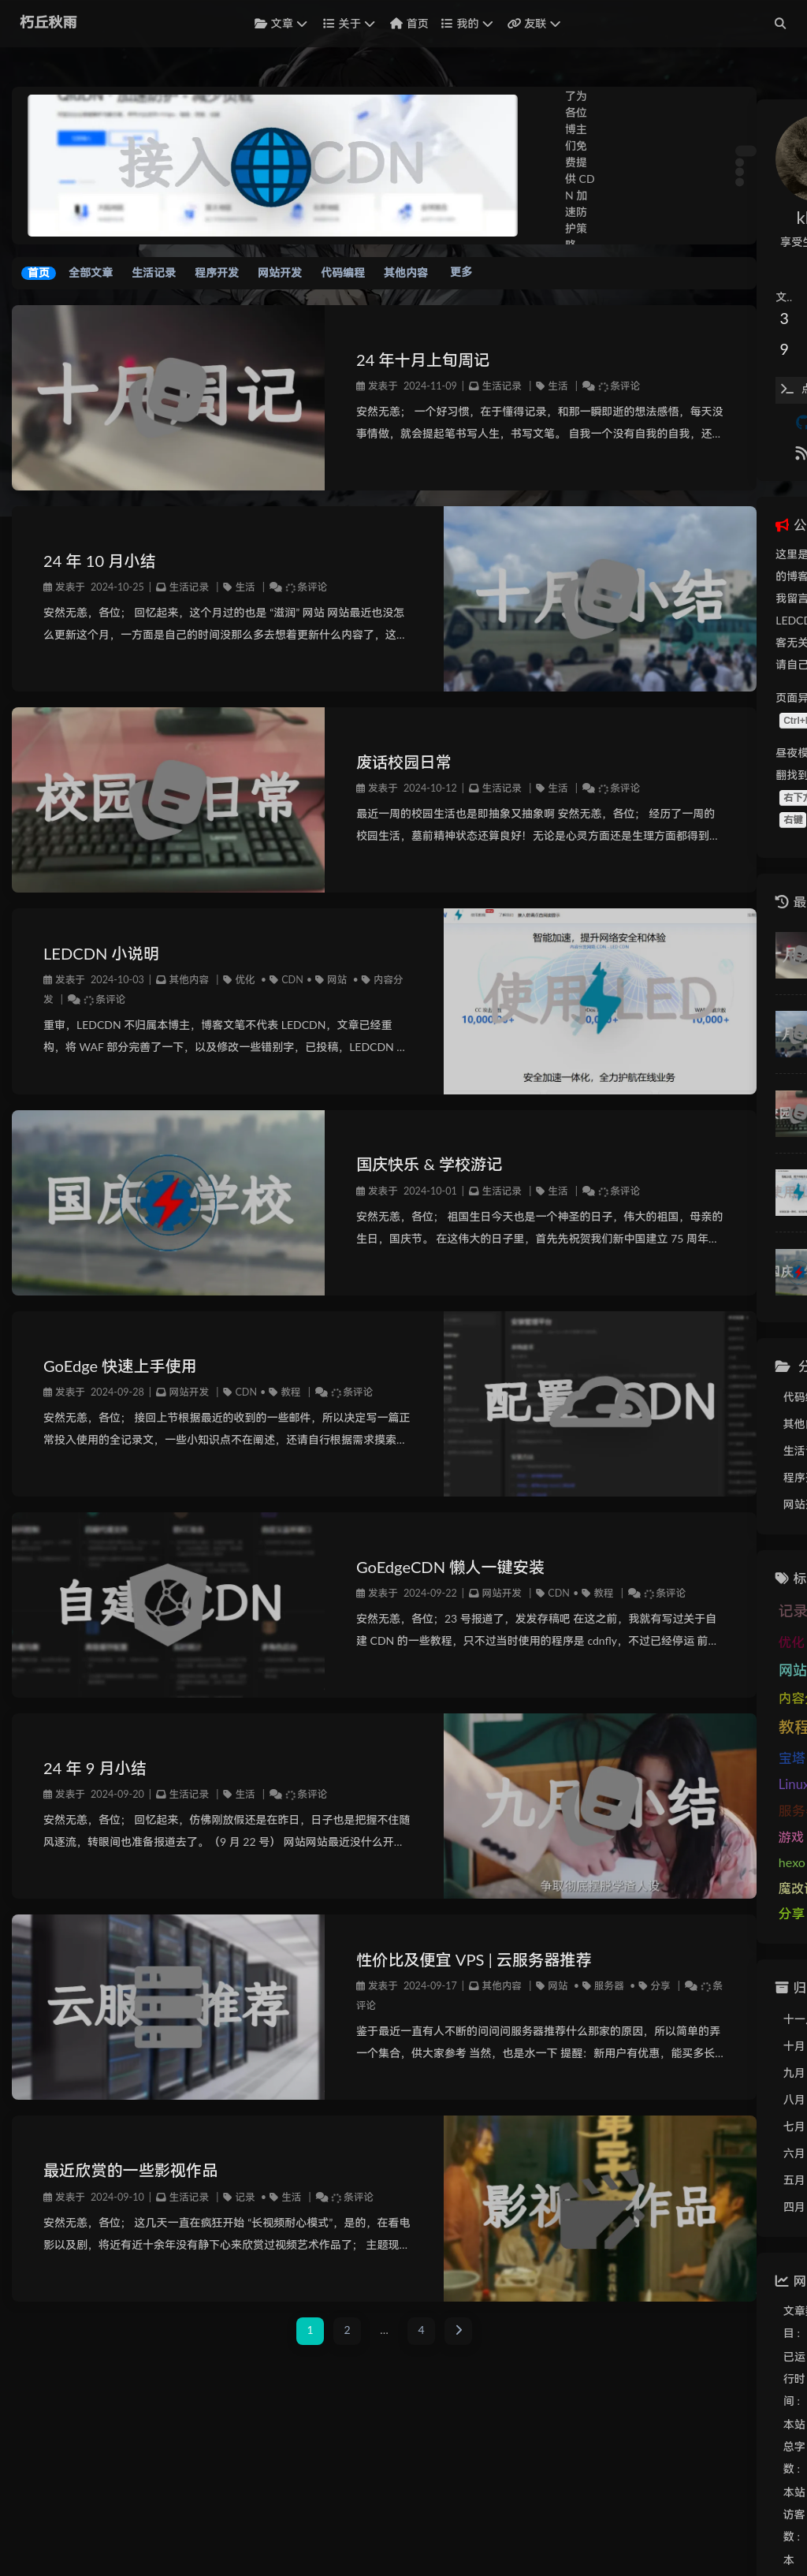 朽丘秋雨
文章 关于 首页 我的 友联
接入 CDN
了为
各位
博主
们免
费提
供 CD
N 加
速防
护策
首页 全部文章 生活记录 程序开发 网站开发 代码编程 其他内容 更多
十月周记
24 年十月上旬周记
发表于 2024-11-09 | 生活记录 | 生活 | 条评论
安然无恙； 一个好习惯，在于懂得记录，和那一瞬即逝的想法感悟，每天没
事情做，就会提起笔书写人生，书写文笔。 自我一个没有自我的自我，还...
24 年 10 月小结
发表于 2024-10-25 | 生活记录 | 生活 | 条评论
安然无恙，各位； 回忆起来，这个月过的也是 “滋润” 网站 网站最近也没怎
么更新这个月，一方面是自己的时间没那么多去想着更新什么内容了，这...
十月小结
校园日常
废话校园日常
发表于 2024-10-12 | 生活记录 | 生活 | 条评论
最近一周的校园生活也是即抽象又抽象啊 安然无恙，各位； 经历了一周的
校园生活，墓前精神状态还算良好！无论是心灵方面还是生理方面都得到...
LEDCDN 小说明
发表于 2024-10-03 | 其他内容 | 优化 • CDN • 网站 • 内容分
发 | 条评论
重审，LEDCDN 不归属本博主，博客文笔不代表 LEDCDN，文章已经重
构，将 WAF 部分完善了一下，以及修改一些错别字，已投稿，LEDCDN ...
智能加速，提升网络安全和体验
使用 LED
10,000+
安全加速一体化，全力护航在线业务
国庆学校
国庆快乐 & 学校游记
发表于 2024-10-01 | 生活记录 | 生活 | 条评论
安然无恙，各位； 祖国生日今天也是一个神圣的日子，伟大的祖国，母亲的
生日，国庆节。 在这伟大的日子里，首先先祝贺我们新中国建立 75 周年...
GoEdge 快速上手使用
发表于 2024-09-28 | 网站开发 | CDN • 教程 | 条评论
安然无恙，各位； 接回上节根据最近的收到的一些邮件，所以决定写一篇正
常投入使用的全记录文，一些小知识点不在阐述，还请自行根据需求摸索...
配置 CDN
自建 CDN
GoEdgeCDN 懒人一键安装
发表于 2024-09-22 | 网站开发 | CDN • 教程 | 条评论
安然无恙，各位；23 号报道了，发发存稿吧 在这之前，我就有写过关于自
建 CDN 的一些教程，只不过当时使用的程序是 cdnfly，不过已经停运 前...
24 年 9 月小结
发表于 2024-09-20 | 生活记录 | 生活 | 条评论
安然无恙，各位； 回忆起来，仿佛刚放假还是在昨日，日子也是把握不住随
风逐流，转眼间也准备报道去了。（9 月 22 号） 网站网站最近没什么开...
九月小结
争取彻底摆脱学渣人设
云服推荐
性价比及便宜 VPS | 云服务器推荐
发表于 2024-09-17 | 其他内容 | 网站 • 服务器 • 分享 | 条
评论
鉴于最近一直有人不断的问问问服务器推荐什么那家的原因，所以简单的弄
一个集合，供大家参考 当然，也是水一下 提醒：新用户有优惠，能买多长...
最近欣赏的一些影视作品
发表于 2024-09-10 | 生活记录 | 记录 • 生活 | 条评论
安然无恙，各位； 这几天一直在疯狂开始 “长视频耐心模式”，是的，在看电
影以及剧，将近有近十余年没有静下心来欣赏过视频艺术作品了； 主题现...
影视作品
1 2 ... 4
享受生
文..
3
9
公
这里是
的博客
我留言
LEDCD
客无关
请自己
页面异
Ctrl+
昼夜模
翻找到
右下方
右键
最
分
代码编
其他内
生活记
程序开
网站开
标
记录
优化
网站
内容分
教程
宝塔
Linux
服务
游戏
hexo
魔改
分享
归
十一月
十月
九月
八月
七月
六月
五月
四月
网
文章数
目 :
已运
行时
间 :
本站
总字
数 :
本站
访客
数 :
本